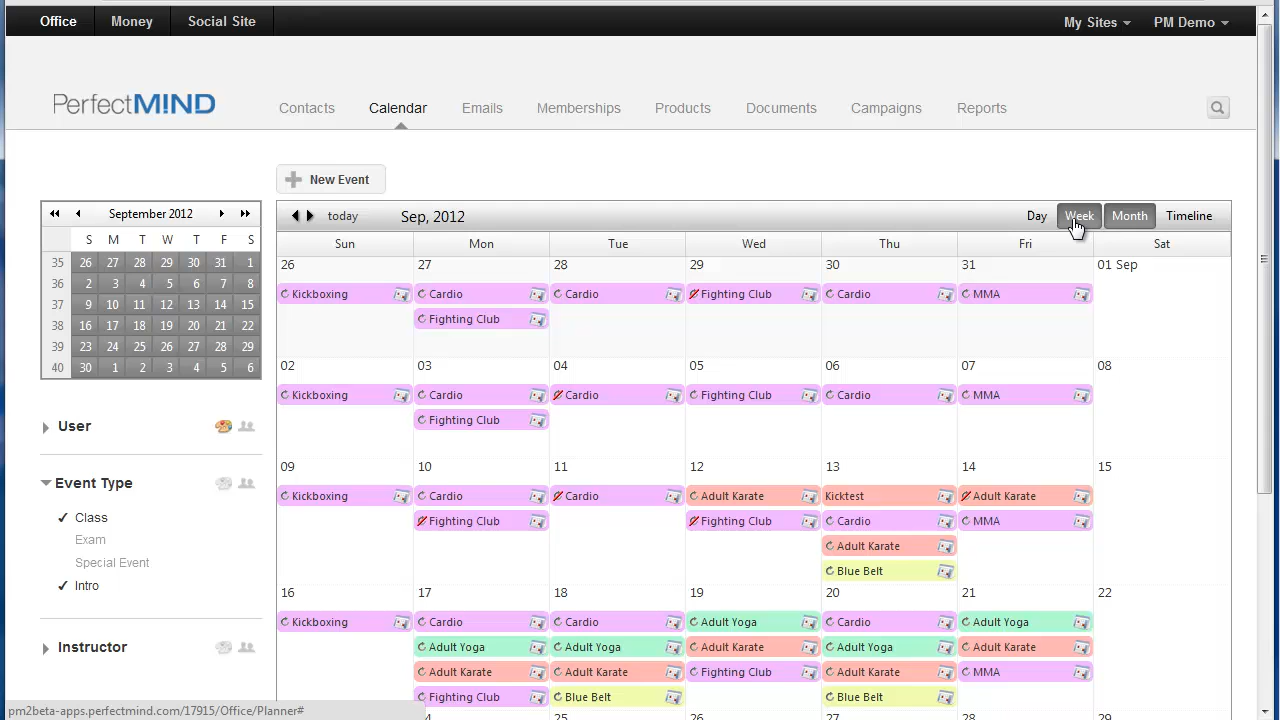 Office Money Social Site My Sites PM Demo
PerfectMIND Contacts Calendar Emails Memberships Products Documents Campaigns Reports
New Event
September 2012
S M T W T F S
35 26 27 28 29 30 31 1
36 2 3 4 5 6 7 8
37 9 10 11 12 13 14 15
38 16 17 18 19 20 21 22
39 23 24 25 26 27 28 29
40 30 1 2 3 4 5 6
User
Event Type
Class
Exam
Special Event
Intro
Instructor
today Sep, 2012 Day Week Month Timeline
Sun Mon Tue Wed Thu Fri Sat
26 27 28 29 30 31 01 Sep
Kickboxing Cardio Cardio Fighting Club Cardio MMA
Fighting Club
02 03 04 05 06 07 08
Kickboxing Cardio Cardio Fighting Club Cardio MMA
Fighting Club
09 10 11 12 13 14 15
Kickboxing Cardio Cardio Adult Karate Kicktest Adult Karate
Fighting Club Fighting Club Cardio MMA
Adult Karate
Blue Belt
16 17 18 19 20 21 22
Kickboxing Cardio Cardio Adult Yoga Cardio Adult Yoga
Adult Yoga Adult Yoga Adult Karate Adult Yoga Adult Karate
Adult Karate Adult Karate Fighting Club Adult Karate MMA
Fighting Club Blue Belt Blue Belt
25 26 27 28 29
pm2beta-apps.perfectmind.com/17915/Office/Planner#